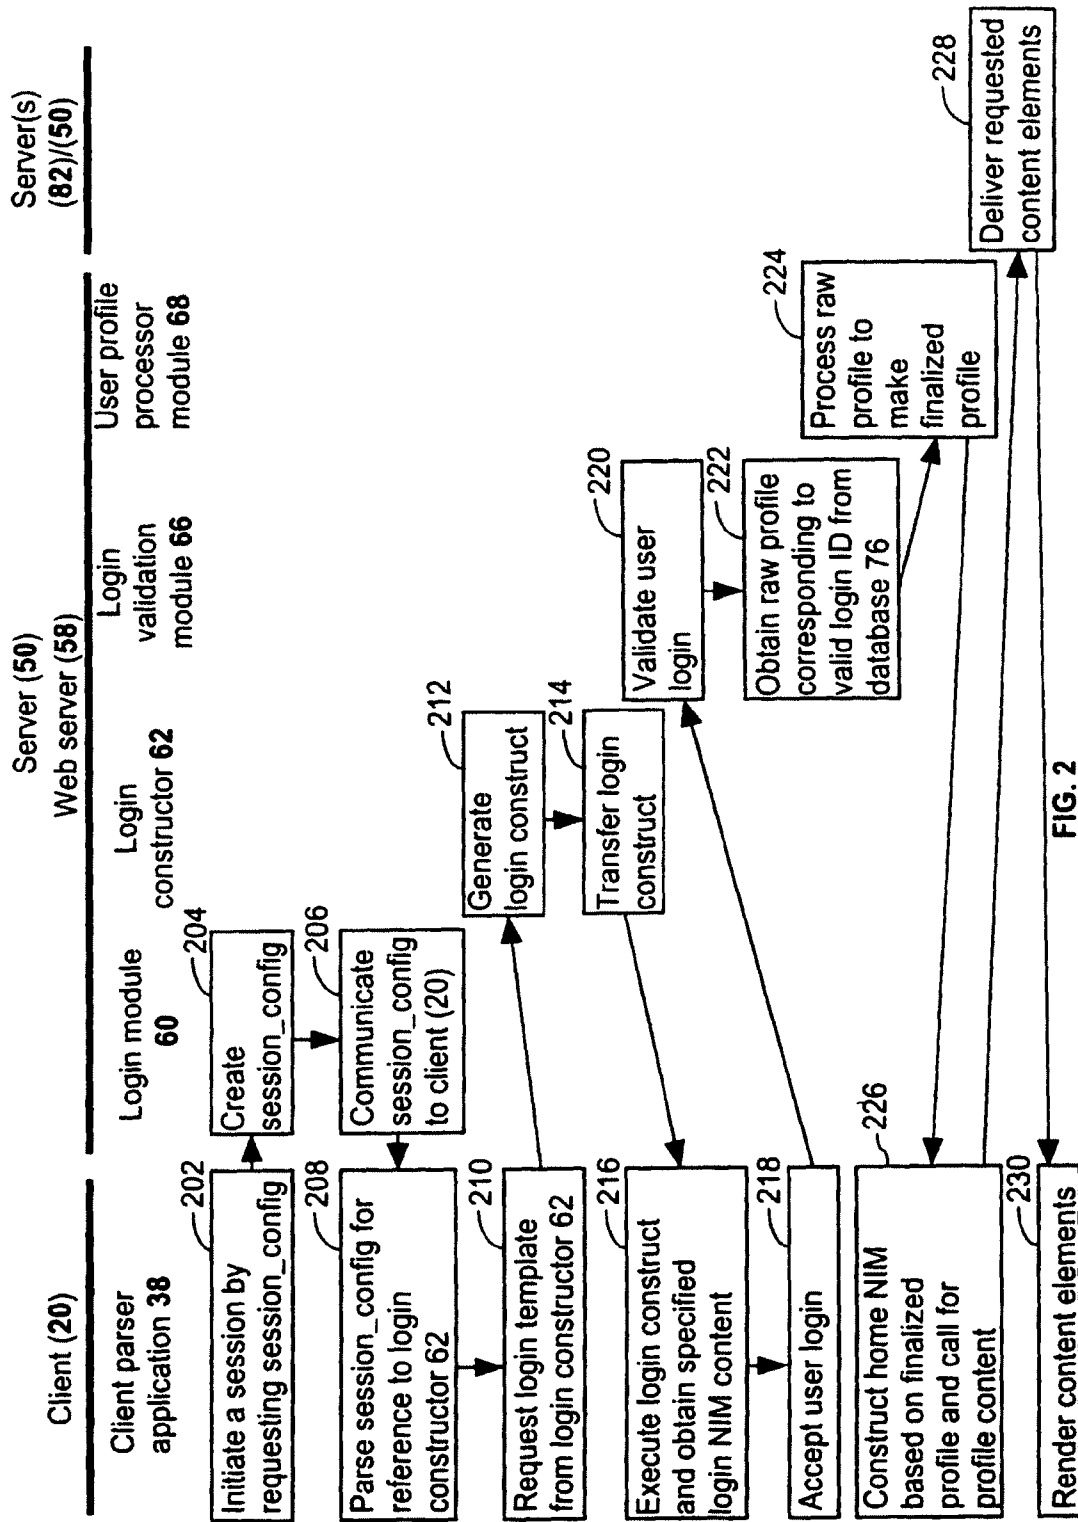 Client (20)
Server (50)
Web server (58)
Server(s)
(82)/(50)
Client parser
application 38
Login module
60
Login
constructor 62
Login
validation
module 66
User profile
processor
module 68
202
Initiate a session by
requesting session_config
204
Create
session_config
206
Communicate
session_config
to client (20)
208
Parse session_config for
reference to login
constructor 62
210
Request login template
from login constructor 62
212
Generate
login construct
214
Transfer login
construct
216
Execute login construct
and obtain specified
login NIM content
218
Accept user login
220
Validate user
login
222
Obtain raw profile
corresponding to
valid login ID from
database 76
224
Process raw
profile to
make
finalized
profile
226
Construct home NIM
based on finalized
profile and call for
profile content
228
Deliver requested
content elements
230
Render content elements
FIG. 2